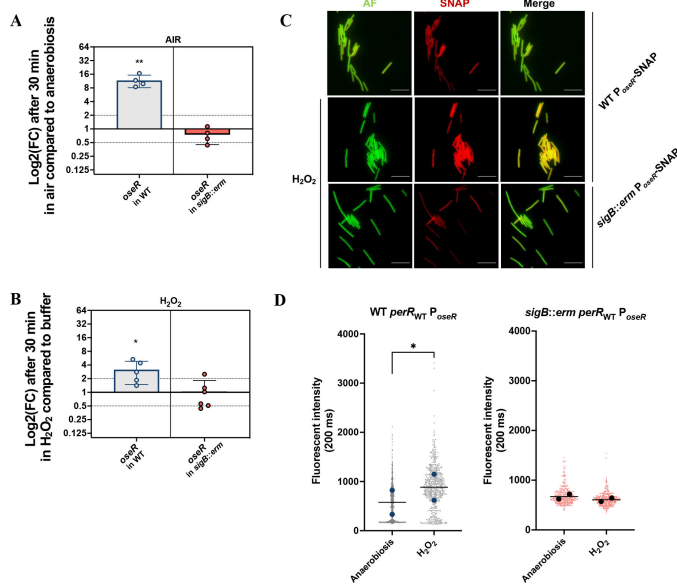 A
AIR
Log2(FC) after 30 min
in air compared to anaerobiosis
64
32
16
8
4
2
1
0.5
0.25
0.125
**
oseR
in WT
oseR
in sigB::erm
B
H₂O₂
Log2(FC) after 30 min
in H₂O₂ compared to buffer
64
32
16
8
4
2
1
0.5
0.25
0.125
*
oseR
in WT
oseR
in sigB::erm
C
AF
SNAP
Merge
H₂O₂
WT PoseR-SNAP
sigB::erm PoseR-SNAP
D
WT perRWT PoseR
Fluorescent intensity
(200 ms)
4000
3000
2000
1000
0
*
Anaerobiosis
H₂O₂
sigB::erm perRWT PoseR
Fluorescent intensity
(200 ms)
4000
3000
2000
1000
0
Anaerobiosis
H₂O₂